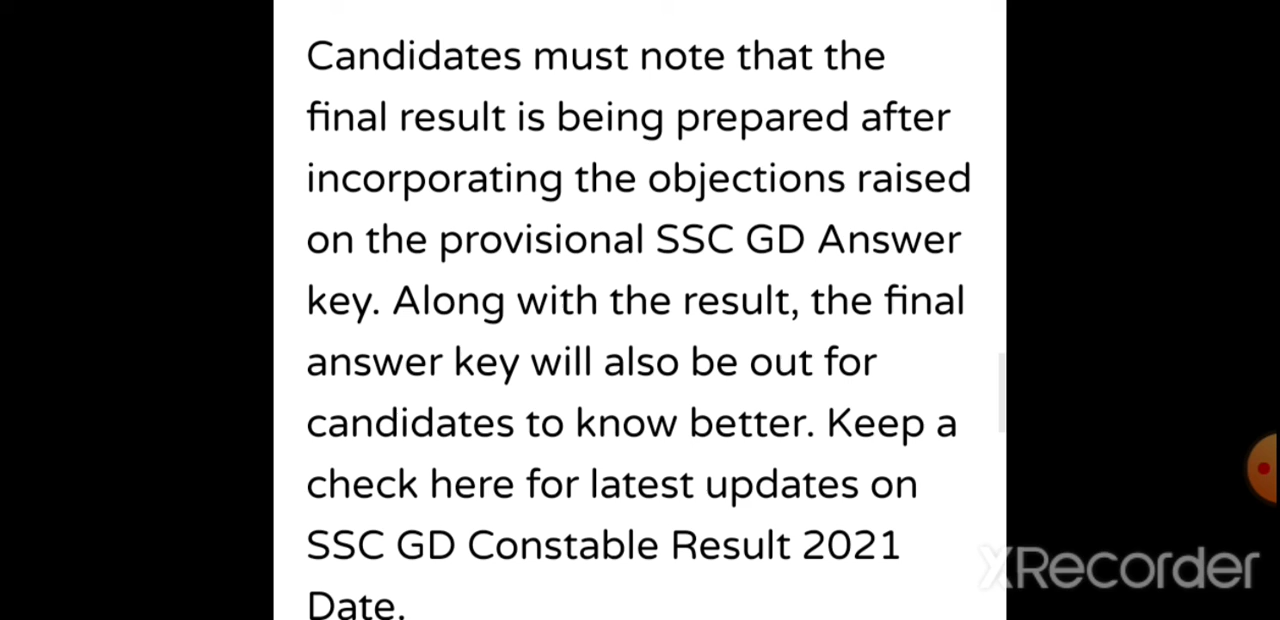 Candidates must note that the
final result is being prepared after
incorporating the objections raised
on the provisional SSC GD Answer
key. Along with the result, the final
answer key will also be out for
candidates to know better. Keep a
check here for latest updates on
SSC GD Constable Result 2021
Date.
XRecorder